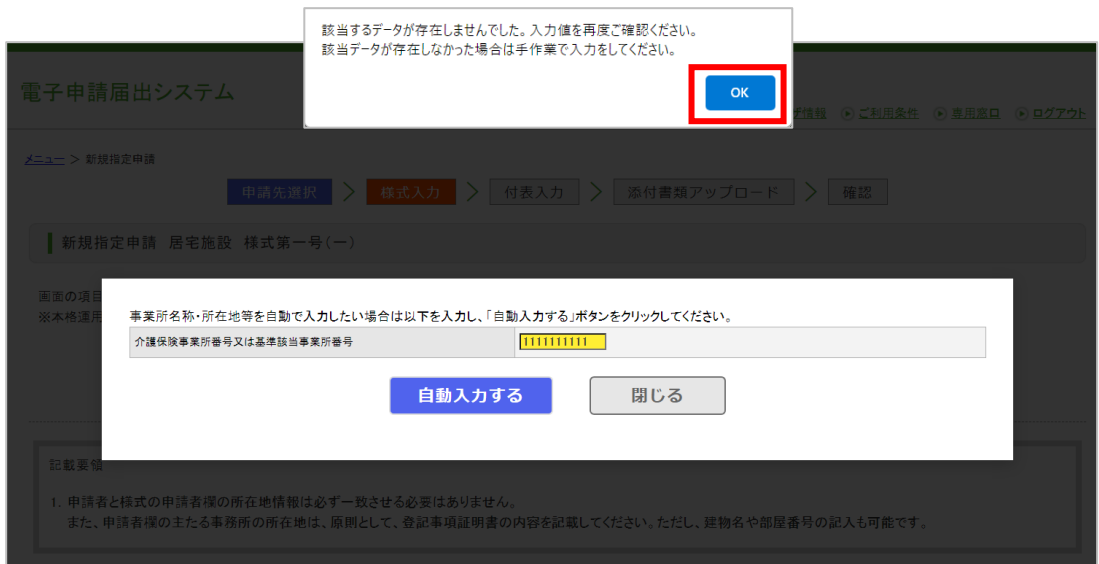 該当するデータが存在しませんでした。入力値を再度ご確認ください。
該当データが存在しなかった場合は手作業で入力をしてください。
OK
電子申請届出システム
情報 ご利用条件 専用窓口 ログアウト
メニュー > 新規指定申請
申請先選択 > 様式入力 > 付表入力 > 添付書類アップロード > 確認
新規指定申請 居宅施設 様式第一号(一)
画面の項目
※本格運用
事業所名称・所在地等を自動で入力したい場合は以下を入力し、「自動入力する」ボタンをクリックしてください。
介護保険事業所番号又は基準該当事業所番号 1111111111
自動入力する 閉じる
記載要領
1. 申請者と様式の申請者欄の所在地情報は必ず一致させる必要はありません。
また、申請者欄の主たる事務所の所在地は、原則として、登記事項証明書の内容を記載してください。ただし、建物名や部屋番号の記入も可能です。